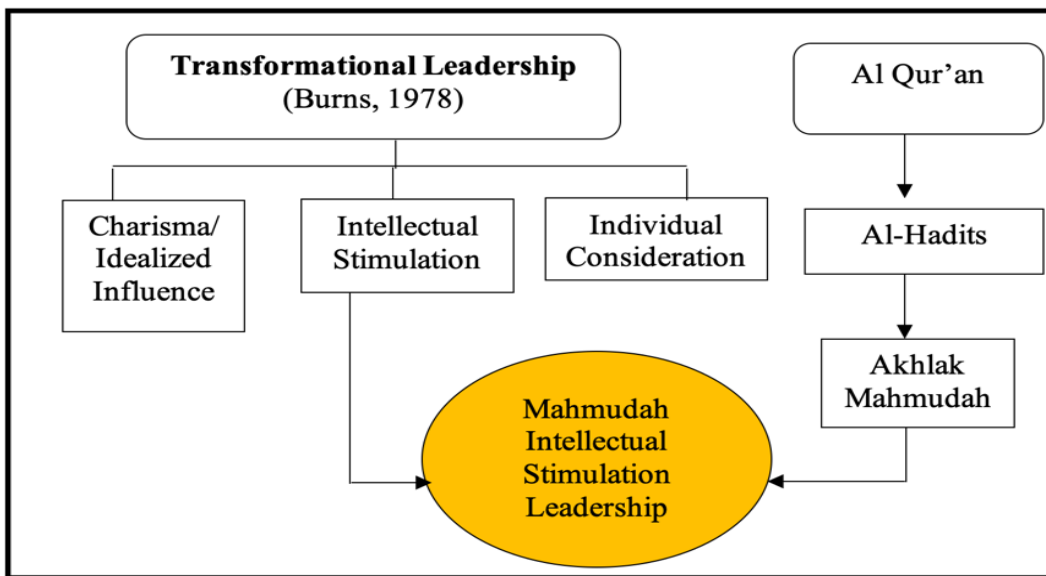 Transformational Leadership
(Burns, 1978)
Al Qur’an
Charisma/
Idealized
Influence
Intellectual
Stimulation
Individual
Consideration
Al-Hadits
Akhlak
Mahmudah
Mahmudah
Intellectual
Stimulation
Leadership